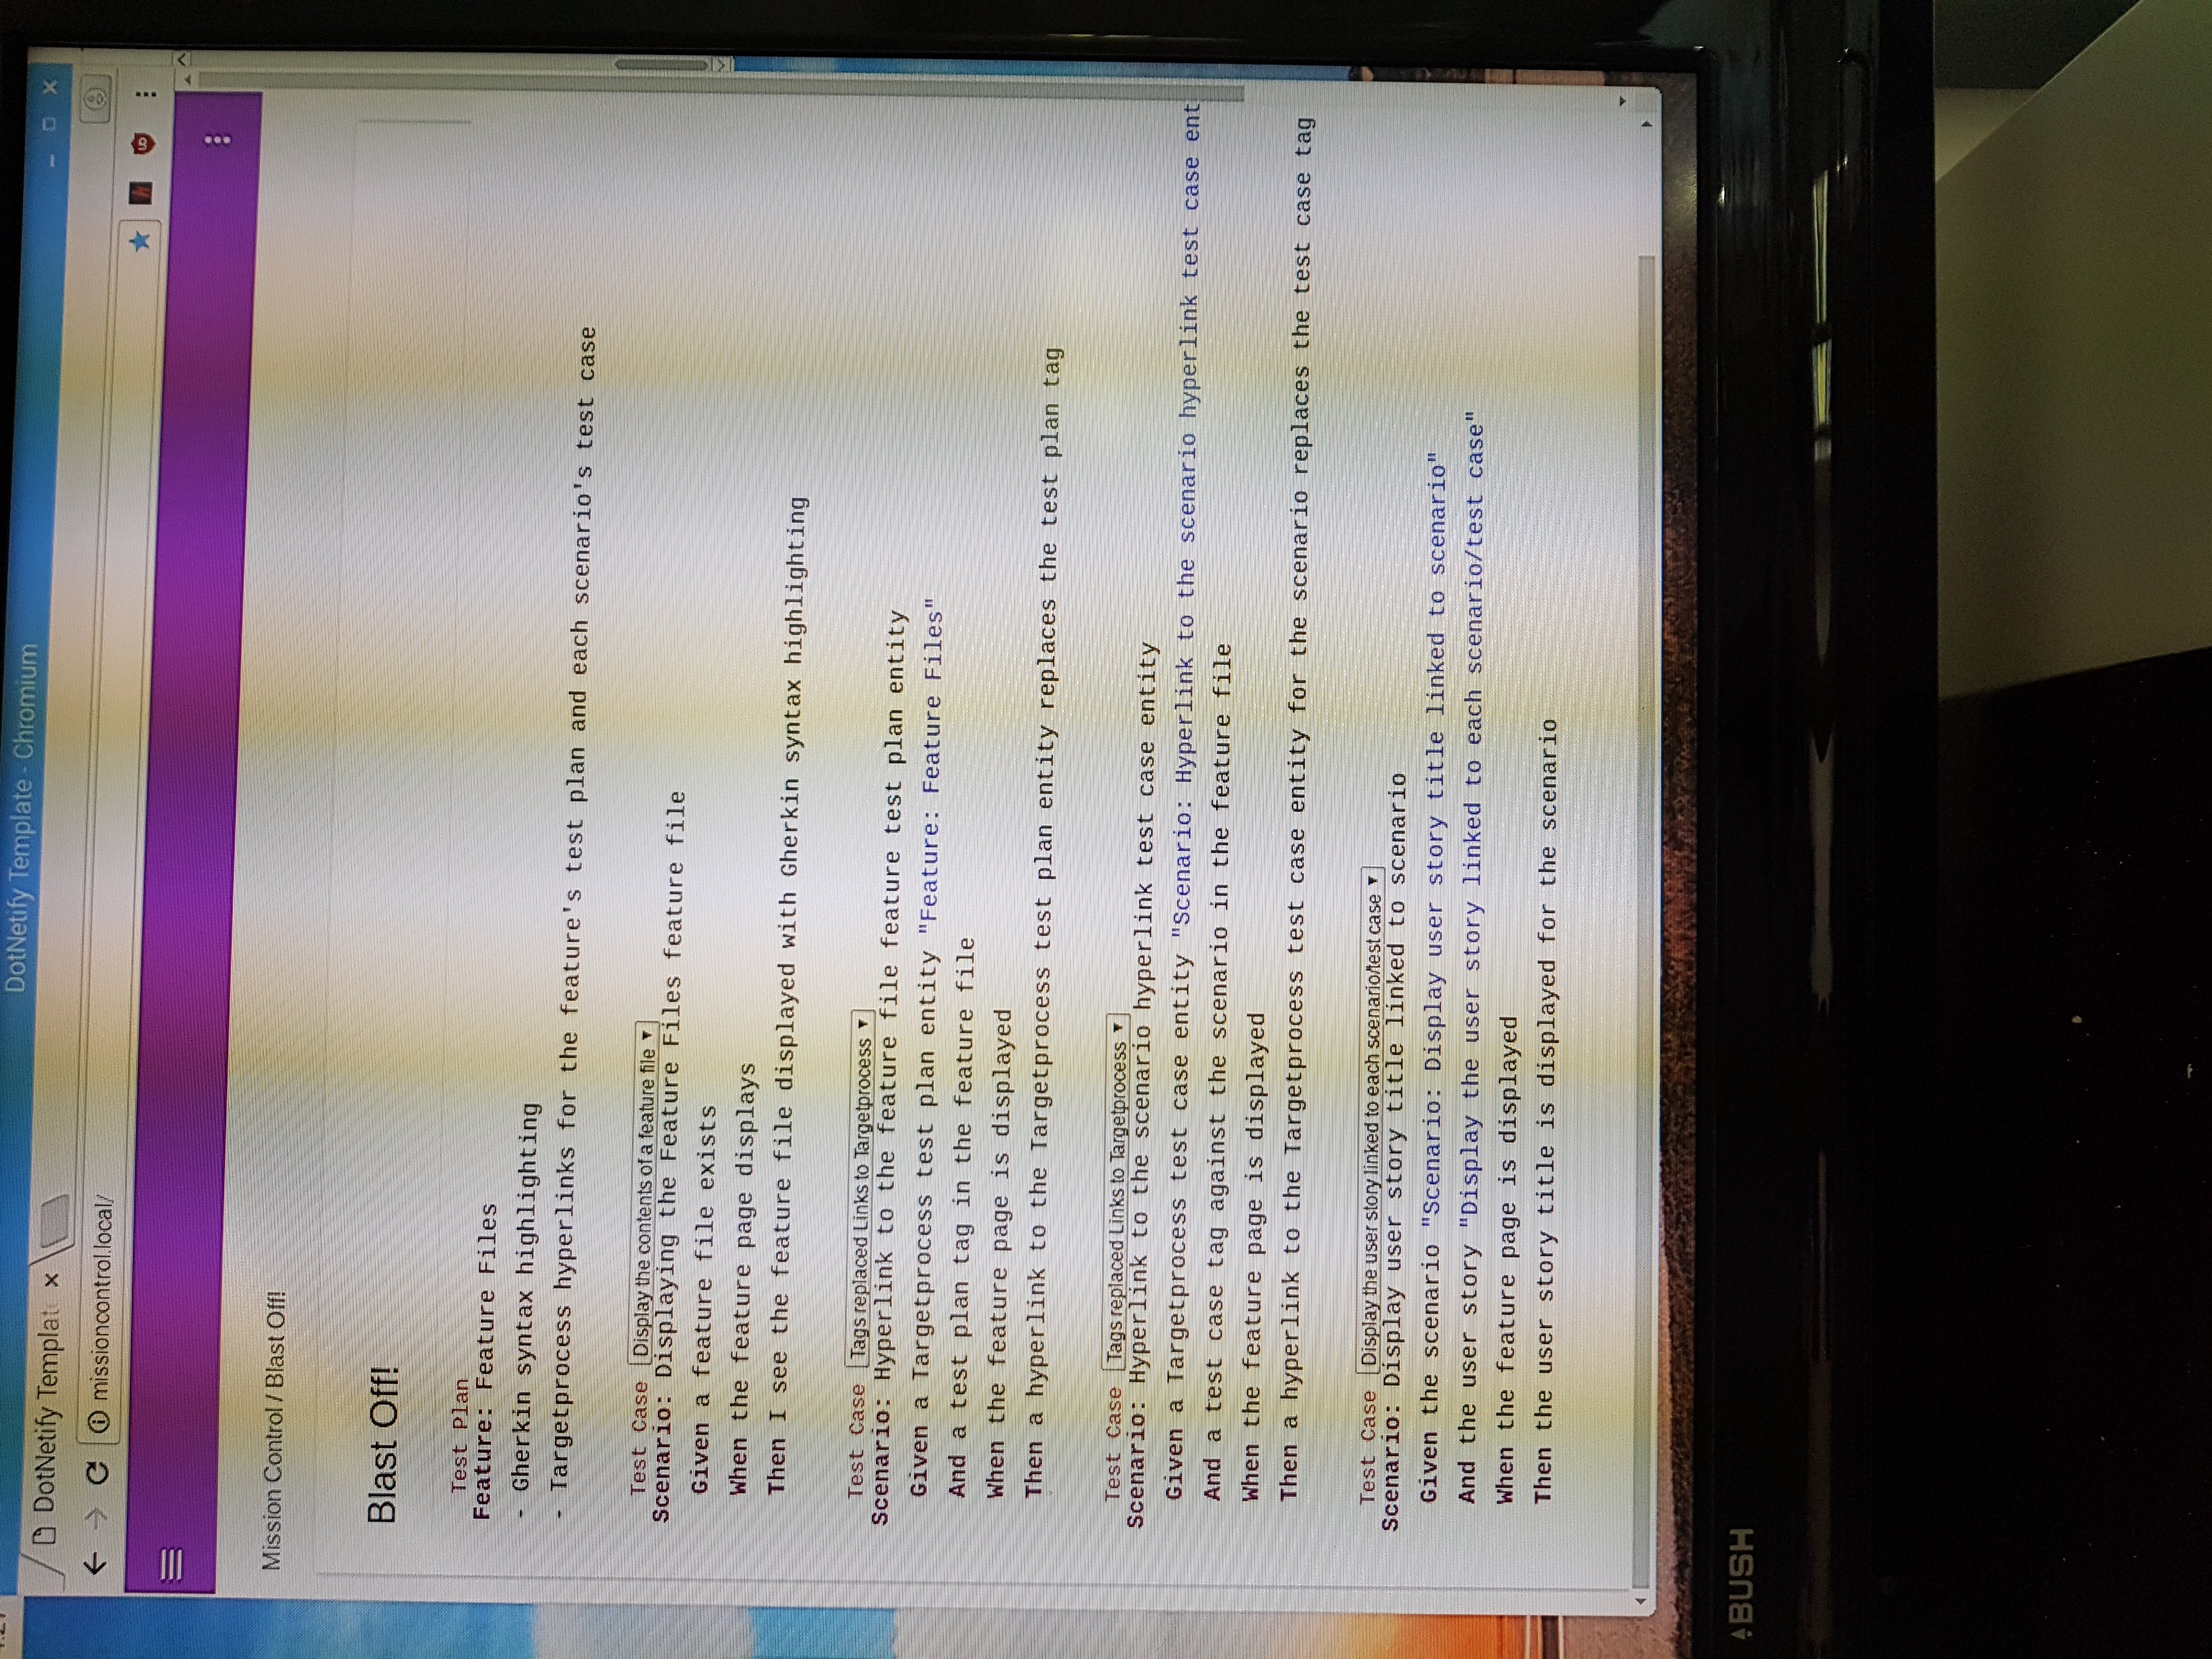 DotNetify Template - Chromium
DotNetify Templat
missioncontrol.local/
Mission Control / Blast Off!
Blast Off!
Test Plan
Feature: Feature Files
- Gherkin syntax highlighting
- Targetprocess hyperlinks for the feature's test plan and each scenario's test case
Test Case Display the contents of a feature file
Scenario: Displaying the Feature Files feature file
Given a feature file exists
When the feature page displays
Then I see the feature file displayed with Gherkin syntax highlighting
Test Case Tags replaced Links to Targetprocess
Scenario: Hyperlink to the feature file feature test plan entity
Given a Targetprocess test plan entity "Feature: Feature Files"
And a test plan tag in the feature file
When the feature page is displayed
Then a hyperlink to the Targetprocess test plan entity replaces the test plan tag
Test Case Tags replaced Links to Targetprocess
Scenario: Hyperlink to the scenario hyperlink test case entity
Given a Targetprocess test case entity "Scenario: Hyperlink to the scenario hyperlink test case ent
And a test case tag against the scenario in the feature file
When the feature page is displayed
Then a hyperlink to the Targetprocess test case entity for the scenario replaces the test case tag
Test Case Display the user story linked to each scenario/test case
Scenario: Display user story title linked to scenario
Given the scenario "Scenario: Display user story title linked to scenario"
And the user story "Display the user story linked to each scenario/test case"
When the feature page is displayed
Then the user story title is displayed for the scenario
BUSH